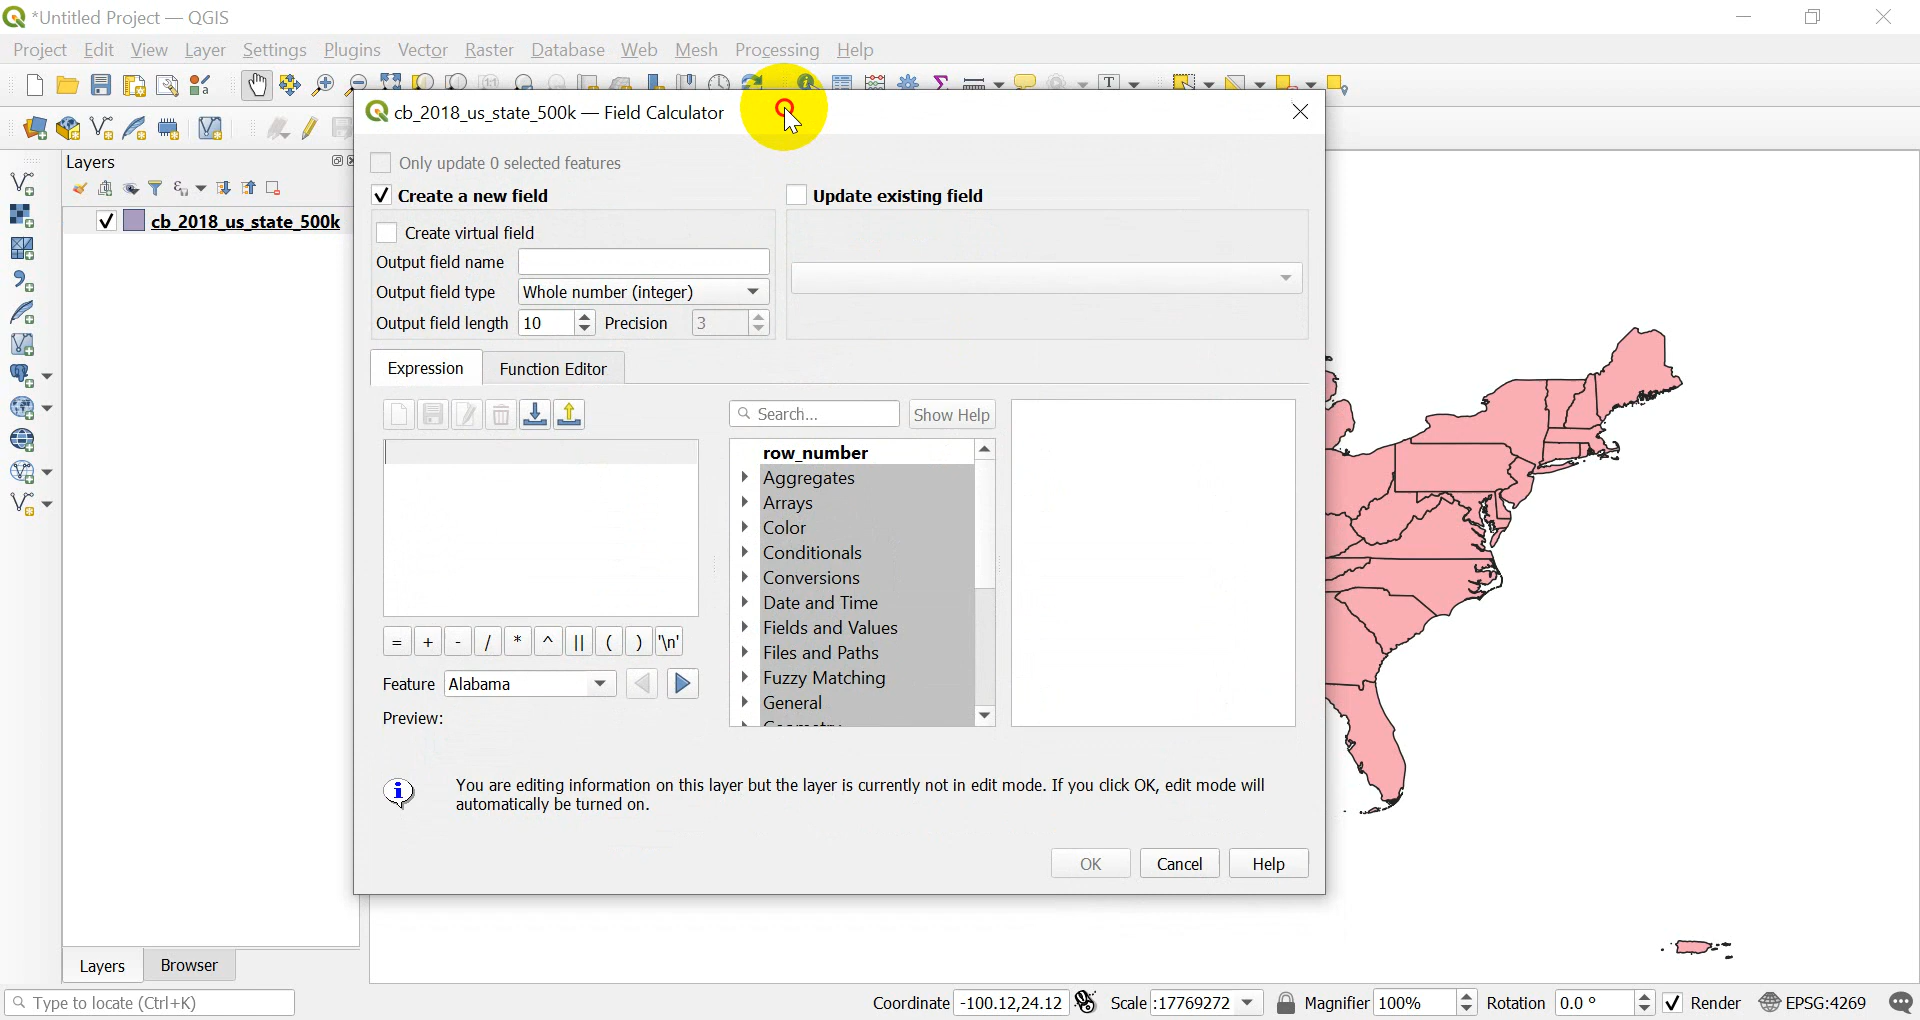 *Untitled Project — QGIS
Project Edit View Layer Settings Plugins Vector Raster Database Web Mesh Processing Help
cb_2018_us_state_500k — Field Calculator
Layers
cb_2018_us_state_500k
Only update 0 selected features
Create a new field
Update existing field
Create virtual field
Output field name
Output field type Whole number (integer)
Output field length 10 Precision 3
Expression Function Editor
Search... Show Help
row_number
Aggregates
Arrays
Color
Conditionals
Conversions
Date and Time
Fields and Values
Files and Paths
Fuzzy Matching
General
= + - / * ^ || ( ) '\n'
Feature Alabama
Preview:
You are editing information on this layer but the layer is currently not in edit mode. If you click OK, edit mode will
automatically be turned on.
OK Cancel Help
Layers Browser
Type to locate (Ctrl+K) Coordinate -100.12,24.12 Scale :17769272 Magnifier 100% Rotation 0.0 ° Render EPSG:4269